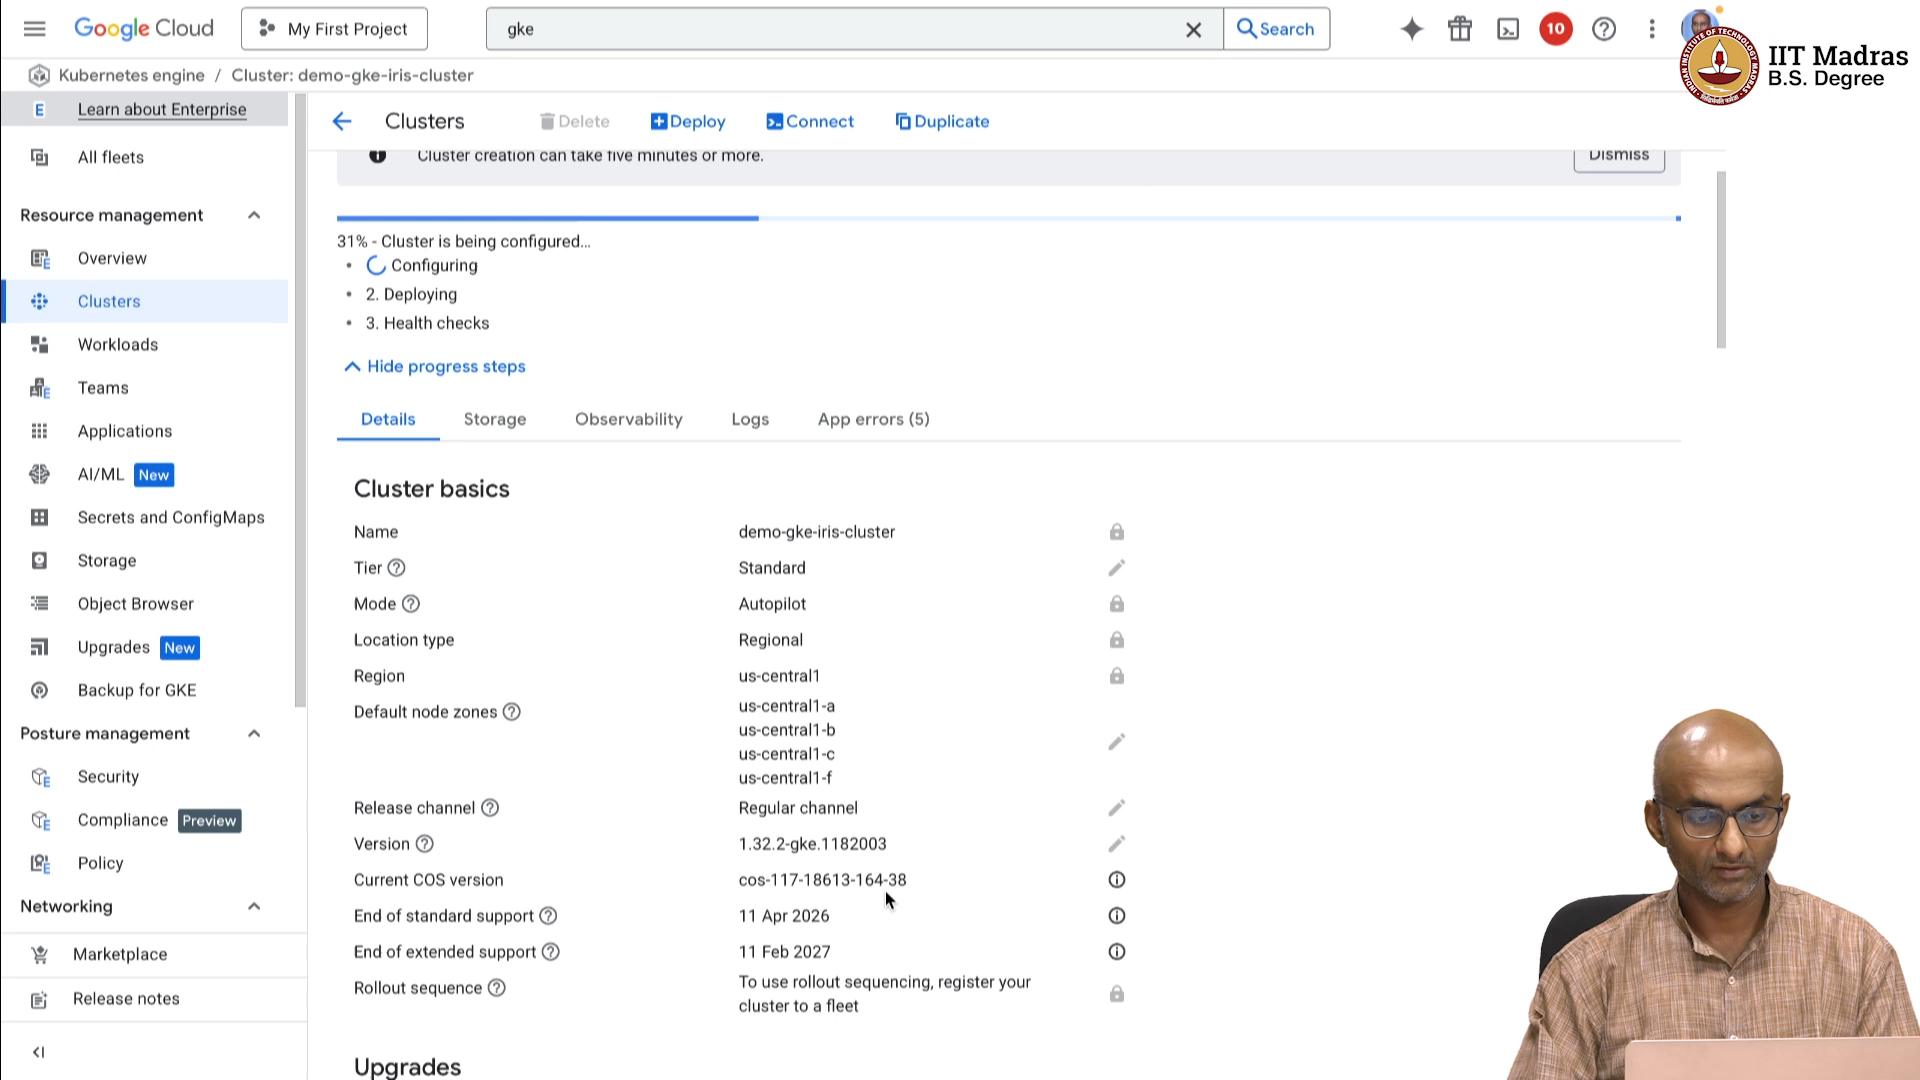 Google Cloud
My First Project
gke
Search
10
IIT Madras
B.S. Degree
Kubernetes engine / Cluster: demo-gke-iris-cluster
E Learn about Enterprise
All fleets
Resource management
Overview
Clusters
Workloads
Teams
Applications
AI/ML New
Secrets and ConfigMaps
Storage
Object Browser
Upgrades New
Backup for GKE
Posture management
Security
Compliance Preview
Policy
Networking
Marketplace
Release notes
Clusters
Delete
Deploy
Connect
Duplicate
Cluster creation can take five minutes or more.
Dismiss
31% - Cluster is being configured...
• Configuring
• 2. Deploying
• 3. Health checks
Hide progress steps
Details Storage Observability Logs App errors (5)
Cluster basics
Name demo-gke-iris-cluster
Tier Standard
Mode Autopilot
Location type Regional
Region us-central1
Default node zones us-central1-a
us-central1-b
us-central1-c
us-central1-f
Release channel Regular channel
Version 1.32.2-gke.1182003
Current COS version cos-117-18613-164-38
End of standard support 11 Apr 2026
End of extended support 11 Feb 2027
Rollout sequence To use rollout sequencing, register your
cluster to a fleet
Upgrades